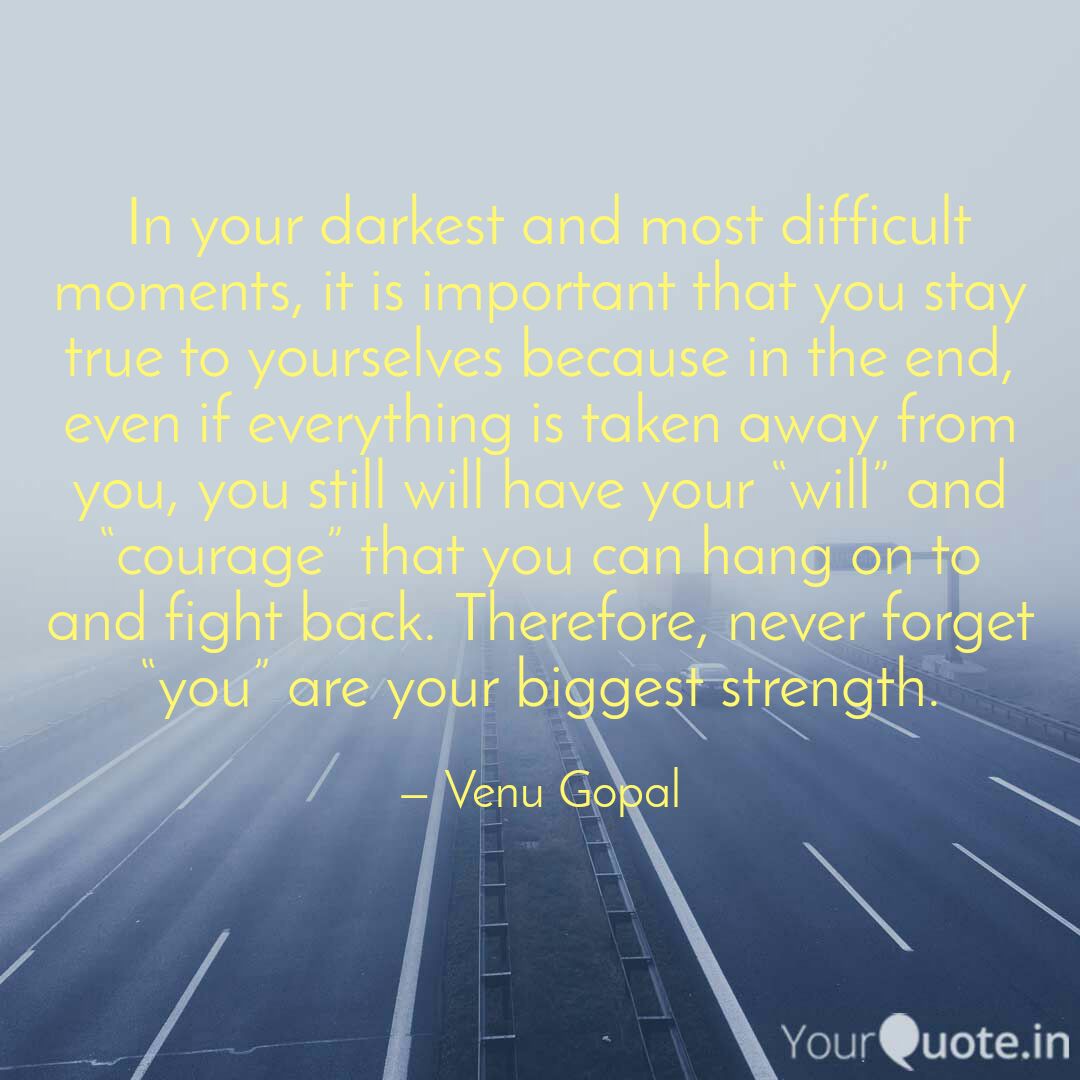 In your darkest and most difficult
moments, it is important that you stay
true to yourselves because in the end,
even if everything is taken away from
you, you still will have your “will” and
“courage” that you can hang on to
and fight back. Therefore, never forget
“you” are your biggest strength.
– Venu Gopal
YourQuote.in